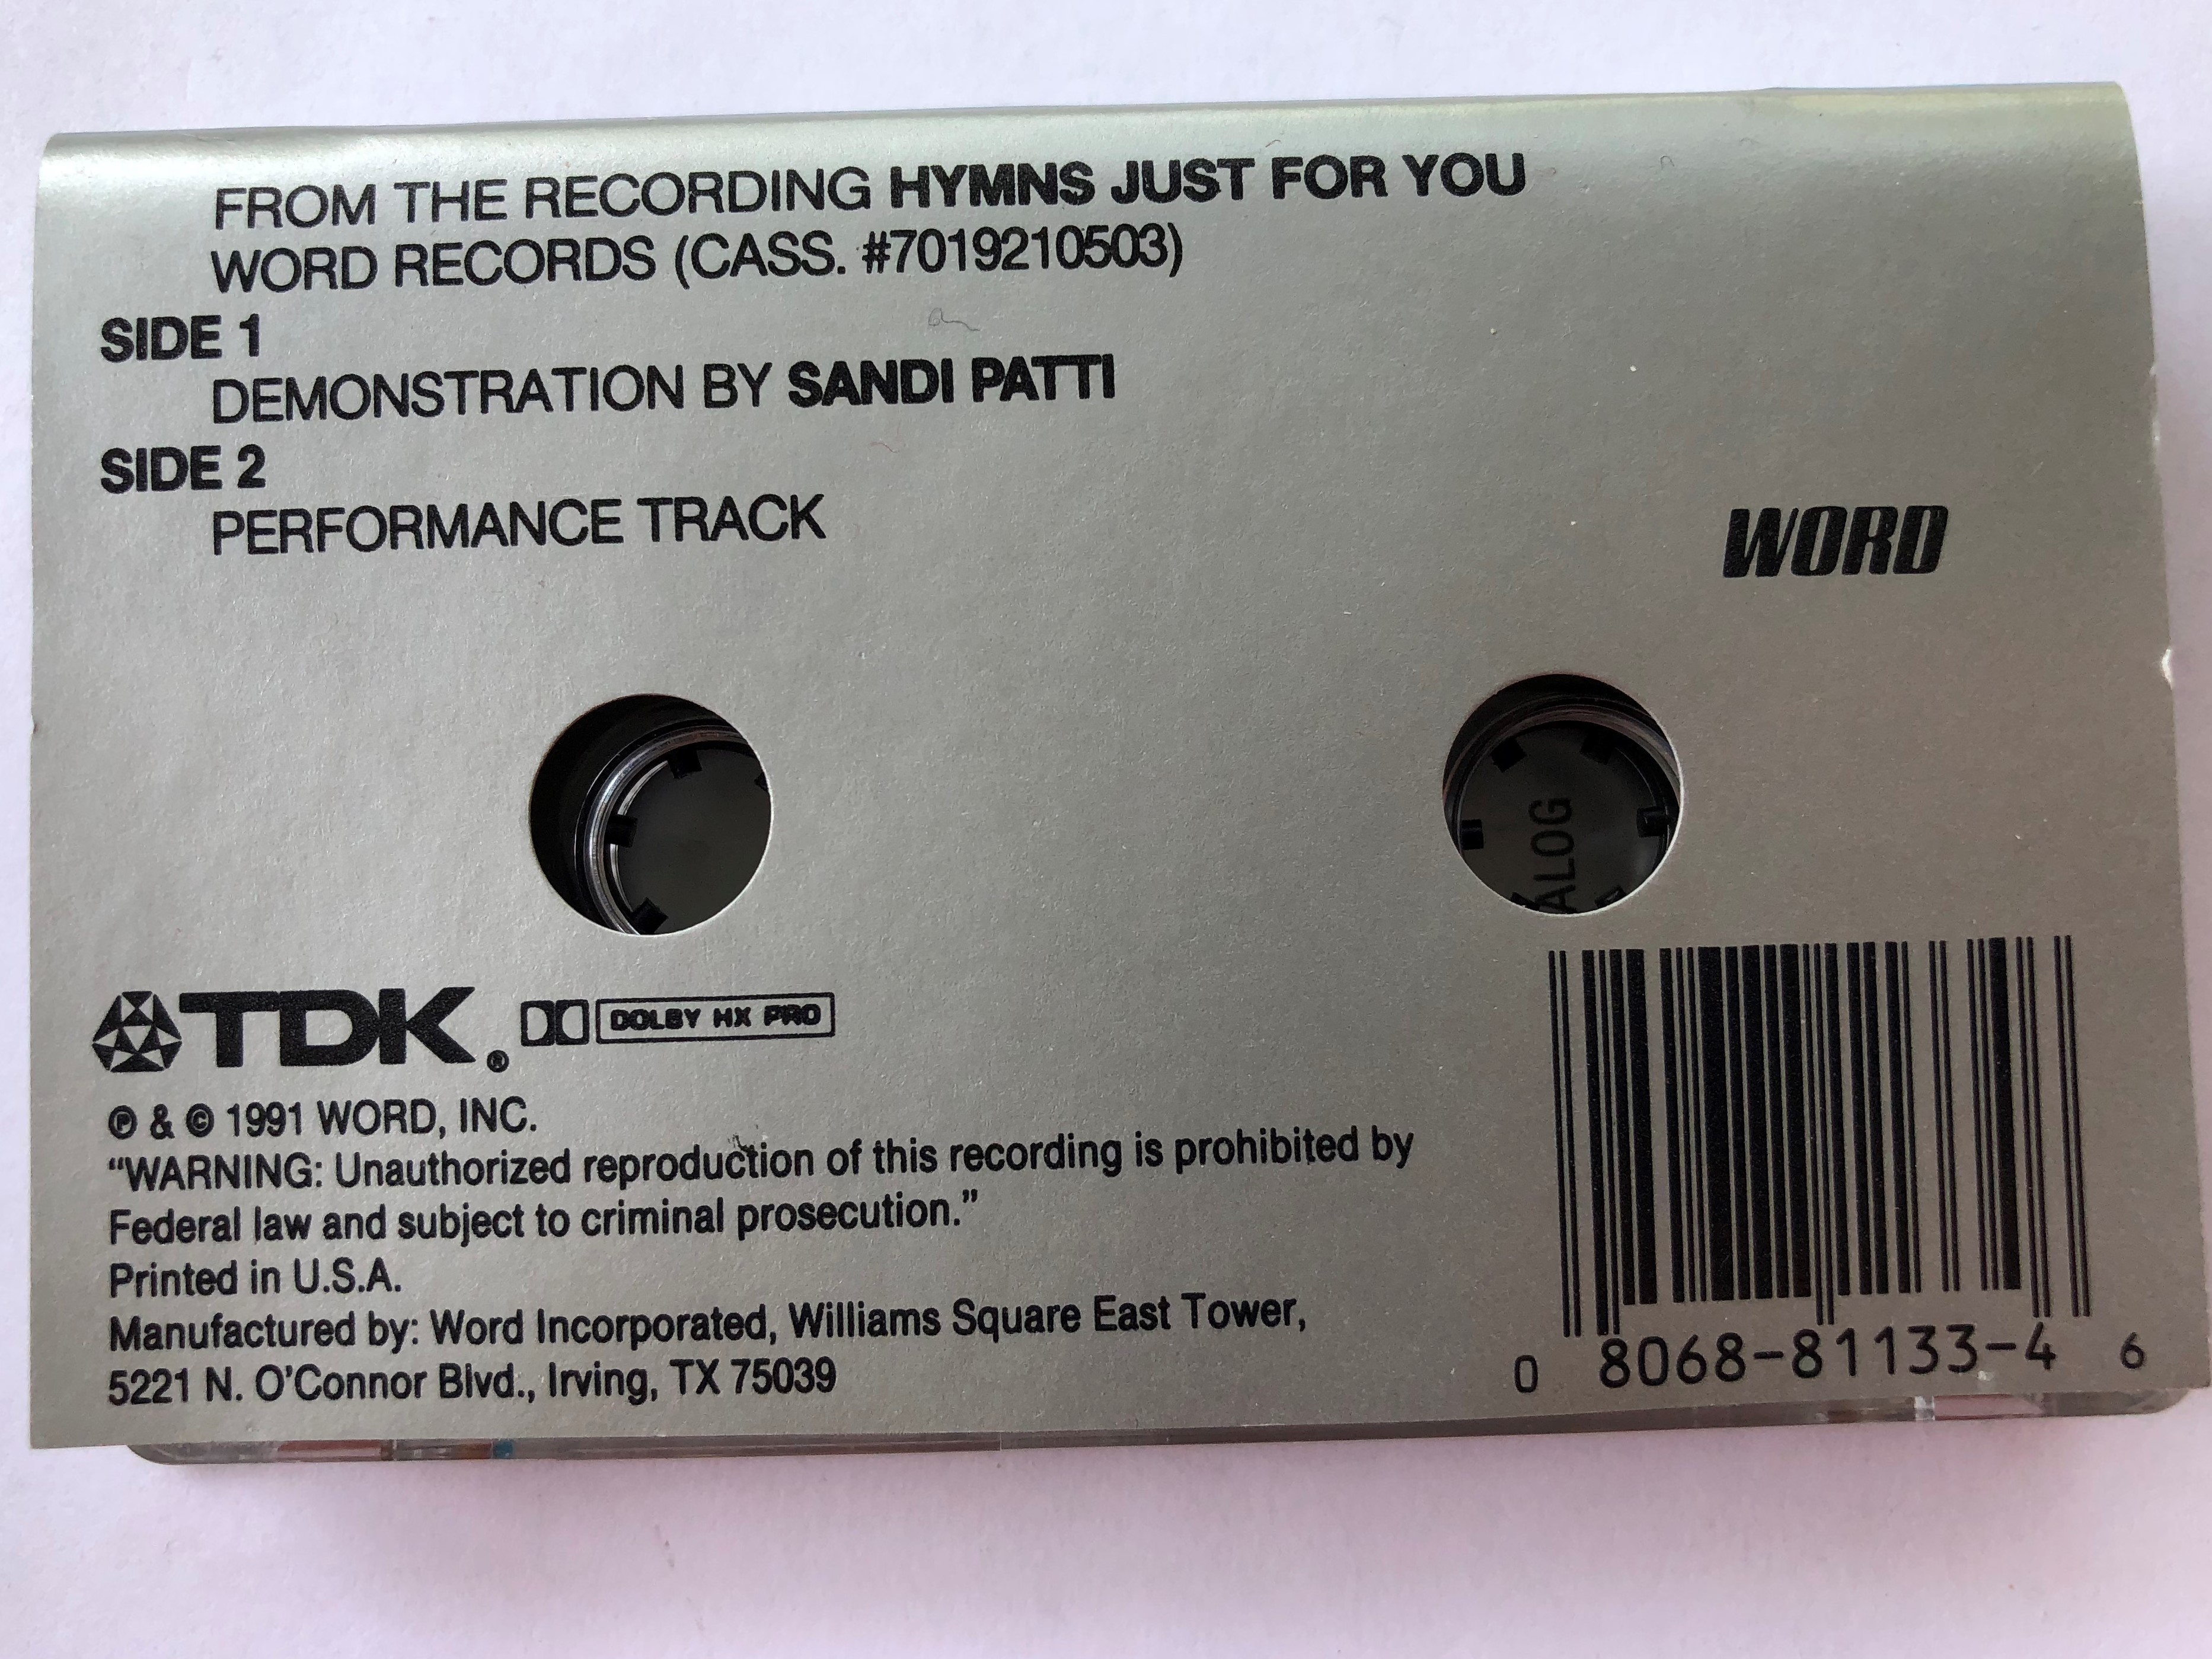 FROM THE RECORDING HYMNS JUST FOR YOU
WORD RECORDS (CASS. #7019210503)
SIDE 1
DEMONSTRATION BY SANDI PATTI
SIDE 2
PERFORMANCE TRACK
WORD
ALOG
TDK® DOLBY HX PRO
℗ & © 1991 WORD, INC.
“WARNING: Unauthorized reproduction of this recording is prohibited by
Federal law and subject to criminal prosecution.”
Printed in U.S.A.
Manufactured by: Word Incorporated, Williams Square East Tower,
5221 N. O'Connor Blvd., Irving, TX 75039
0 8068-81133-4 6